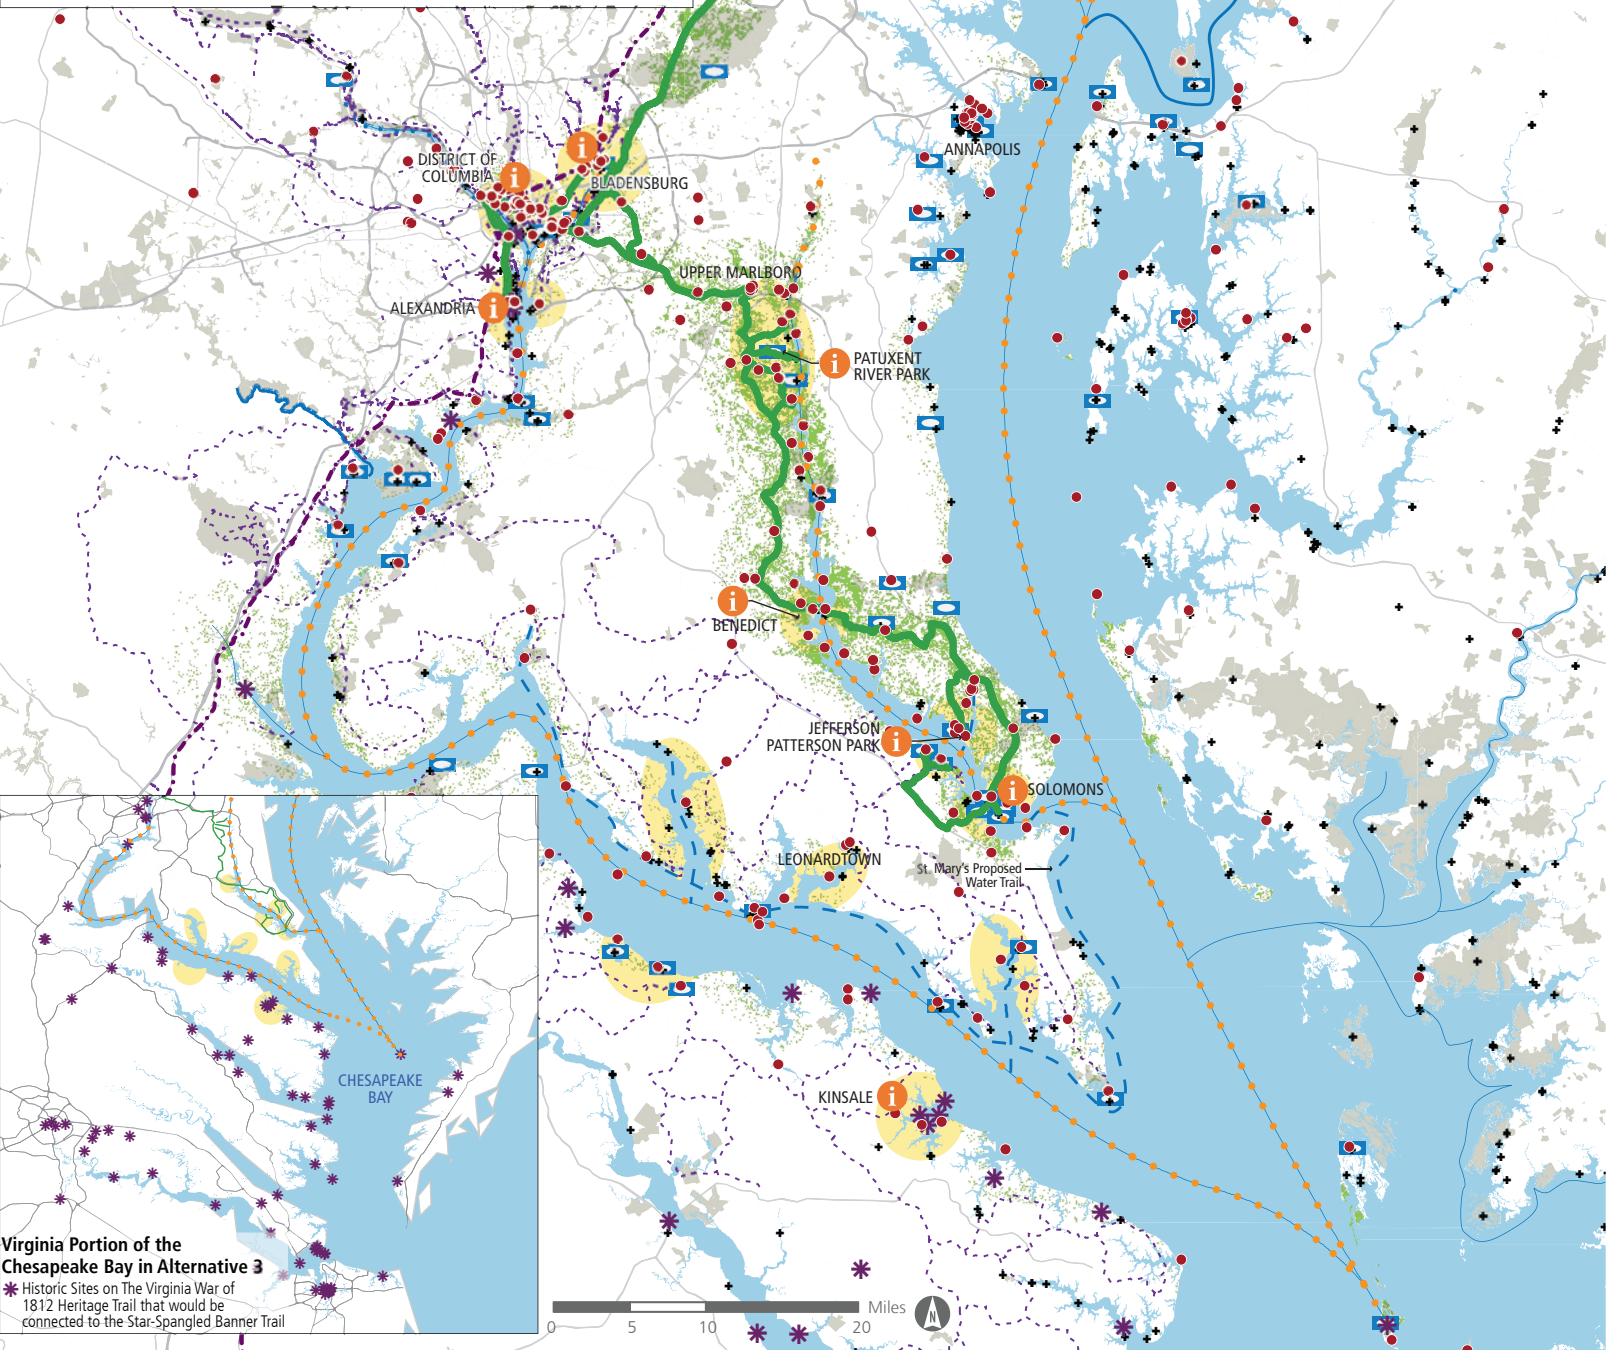 DISTRICT OF
COLUMBIA
i
i
BLADENSBURG
ANNAPOLIS
UPPER MARLBORO
ALEXANDRIA
i
i
PATUXENT
RIVER PARK
i
BENEDICT
JEFFERSON
PATTERSON PARK
i
i
SOLOMONS
LEONARDTOWN
St. Mary's Proposed
Water Trail
KINSALE
i
CHESAPEAKE
BAY
Virginia Portion of the
Chesapeake Bay in Alternative 3
Historic Sites on The Virginia War of
1812 Heritage Trail that would be
connected to the Star-Spangled Banner Trail
Miles
N
0 5 10 20